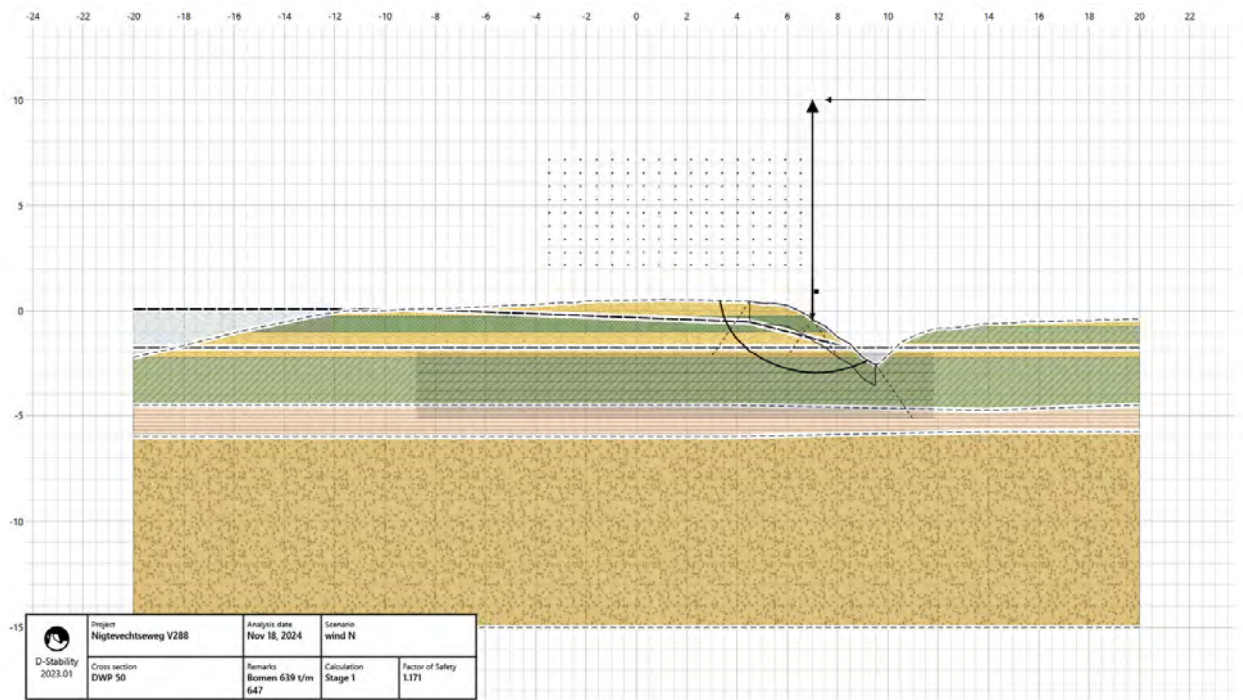 -24 -22 -20 -18 -16 -14 -12 -10 -8 -6 -4 -2 0 2 4 6 8 10 12 14 16 18 20 22
10
5
0
-5
-10
-15
D-Stability
2023.01
Project
Nigtevechtseweg V288
Analysis date
Nov 18, 2024
Scenario
wind N
Cross section
DWP 50
Remarks
Bomen 639 t/m
647
Calculation
Stage 1
Factor of Safety
1.171